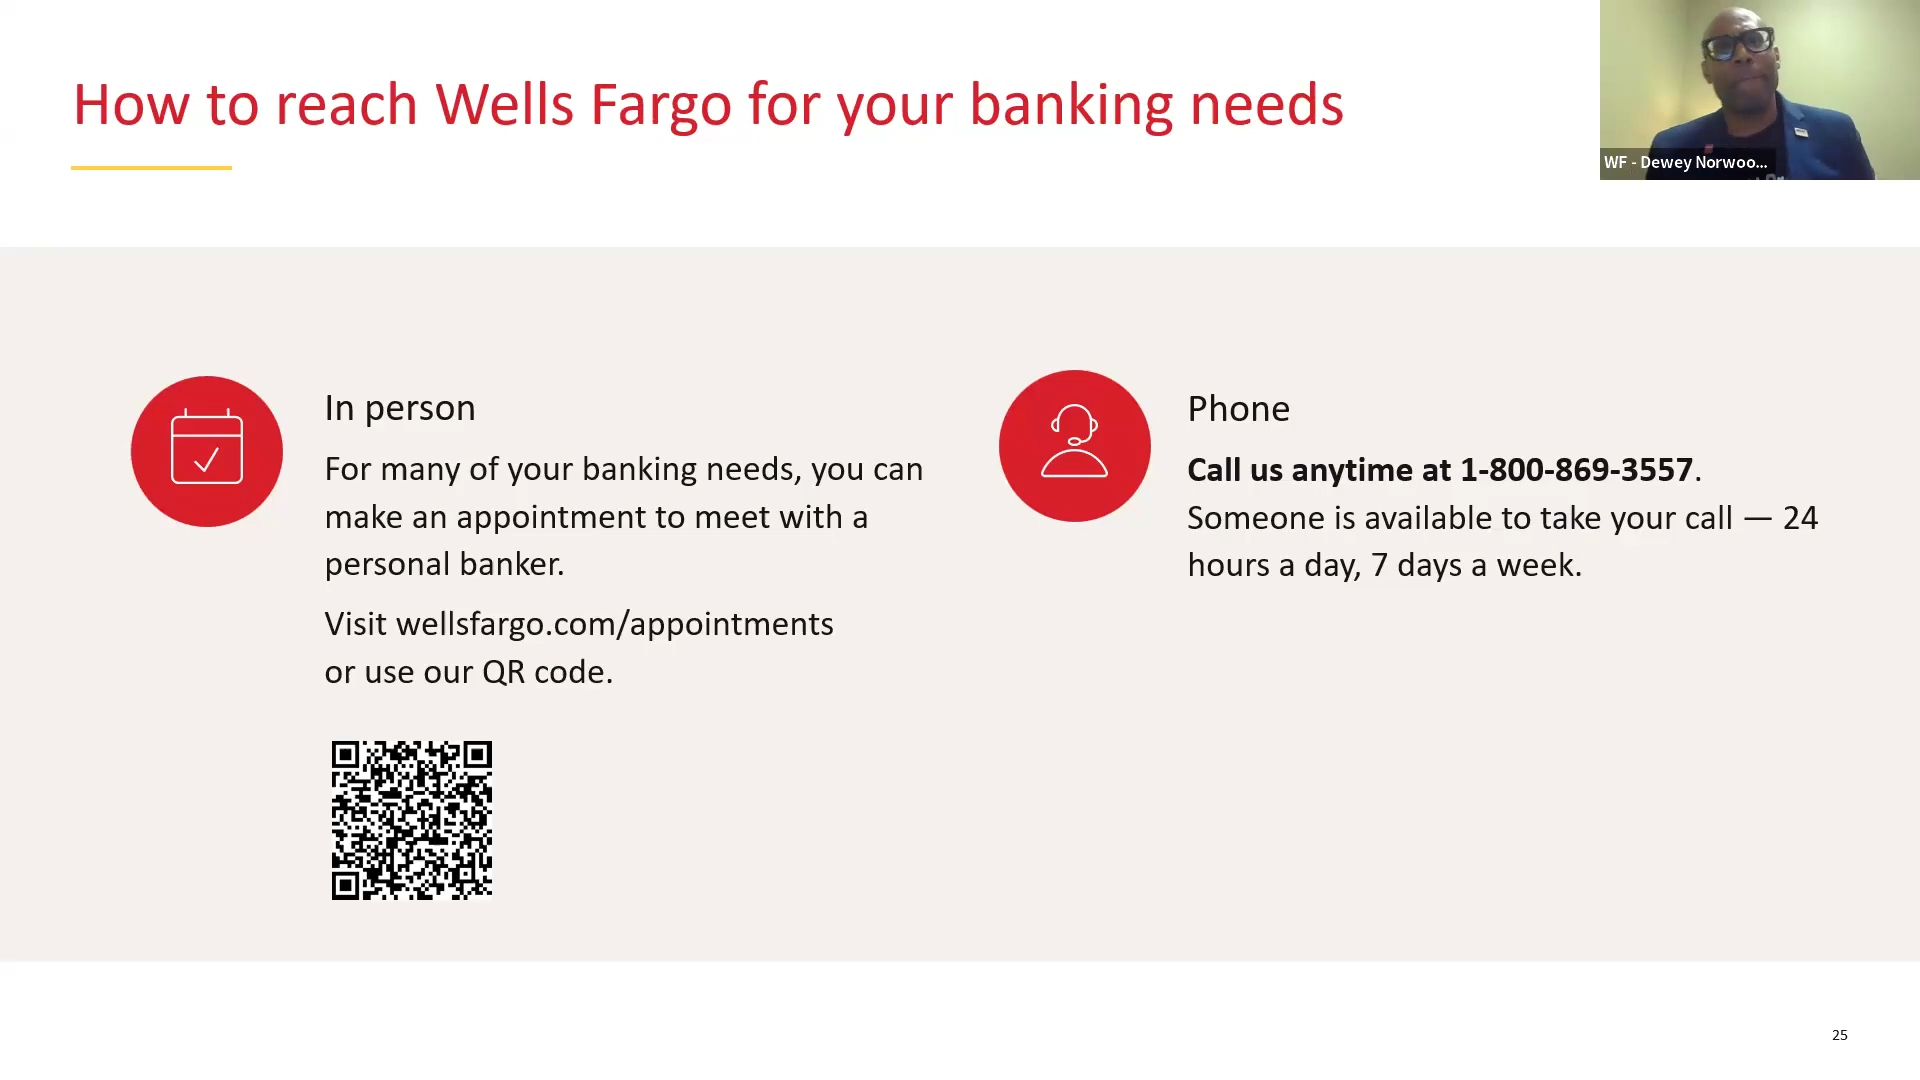 How to reach Wells Fargo for your banking needs
WF - Dewey Norwoo...
In person
For many of your banking needs, you can
make an appointment to meet with a
personal banker.
Visit wellsfargo.com/appointments
or use our QR code.
Phone
Call us anytime at 1-800-869-3557.
Someone is available to take your call — 24
hours a day, 7 days a week.
25